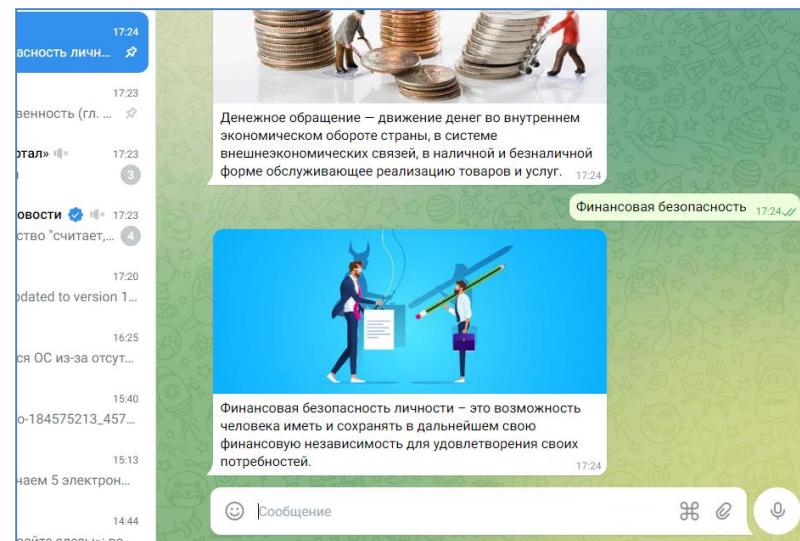 17:24
асность личн...
17:23
венность (гл. ...
17:23
3
17:23
ство "считает,...
4
17:20
dated to version 1...
16:25
ся ОС из-за отсут...
15:40
o-184575213_457...
15:13
чаем 5 электрон...
14:44
Денежное обращение — движение денег во внутреннем
экономическом обороте страны, в системе
внешнеэкономических связей, в наличной и безналичной
форме обслуживающее реализацию товаров и услуг. 17:24
Финансовая безопасность 17:24
Финансовая безопасность личности – это возможность
человека иметь и сохранять в дальнейшем свою
финансовую независимость для удовлетворения своих
потребностей. 17:24
Сообщение